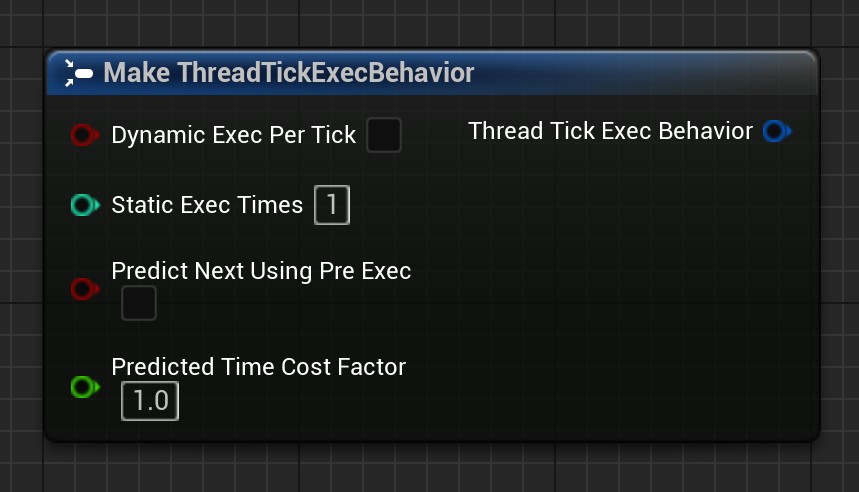 Make ThreadTickExecBehavior
Dynamic Exec Per Tick
Thread Tick Exec Behavior
Static Exec Times 1
Predict Next Using Pre Exec
Predicted Time Cost Factor
1.0